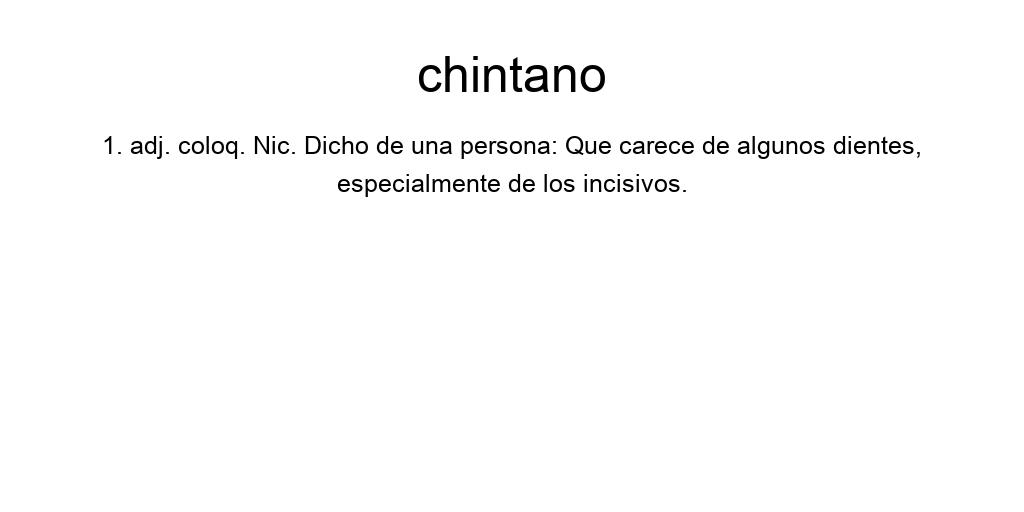 chintano
1. adj. coloq. Nic. Dicho de una persona: Que carece de algunos dientes,
especialmente de los incisivos.